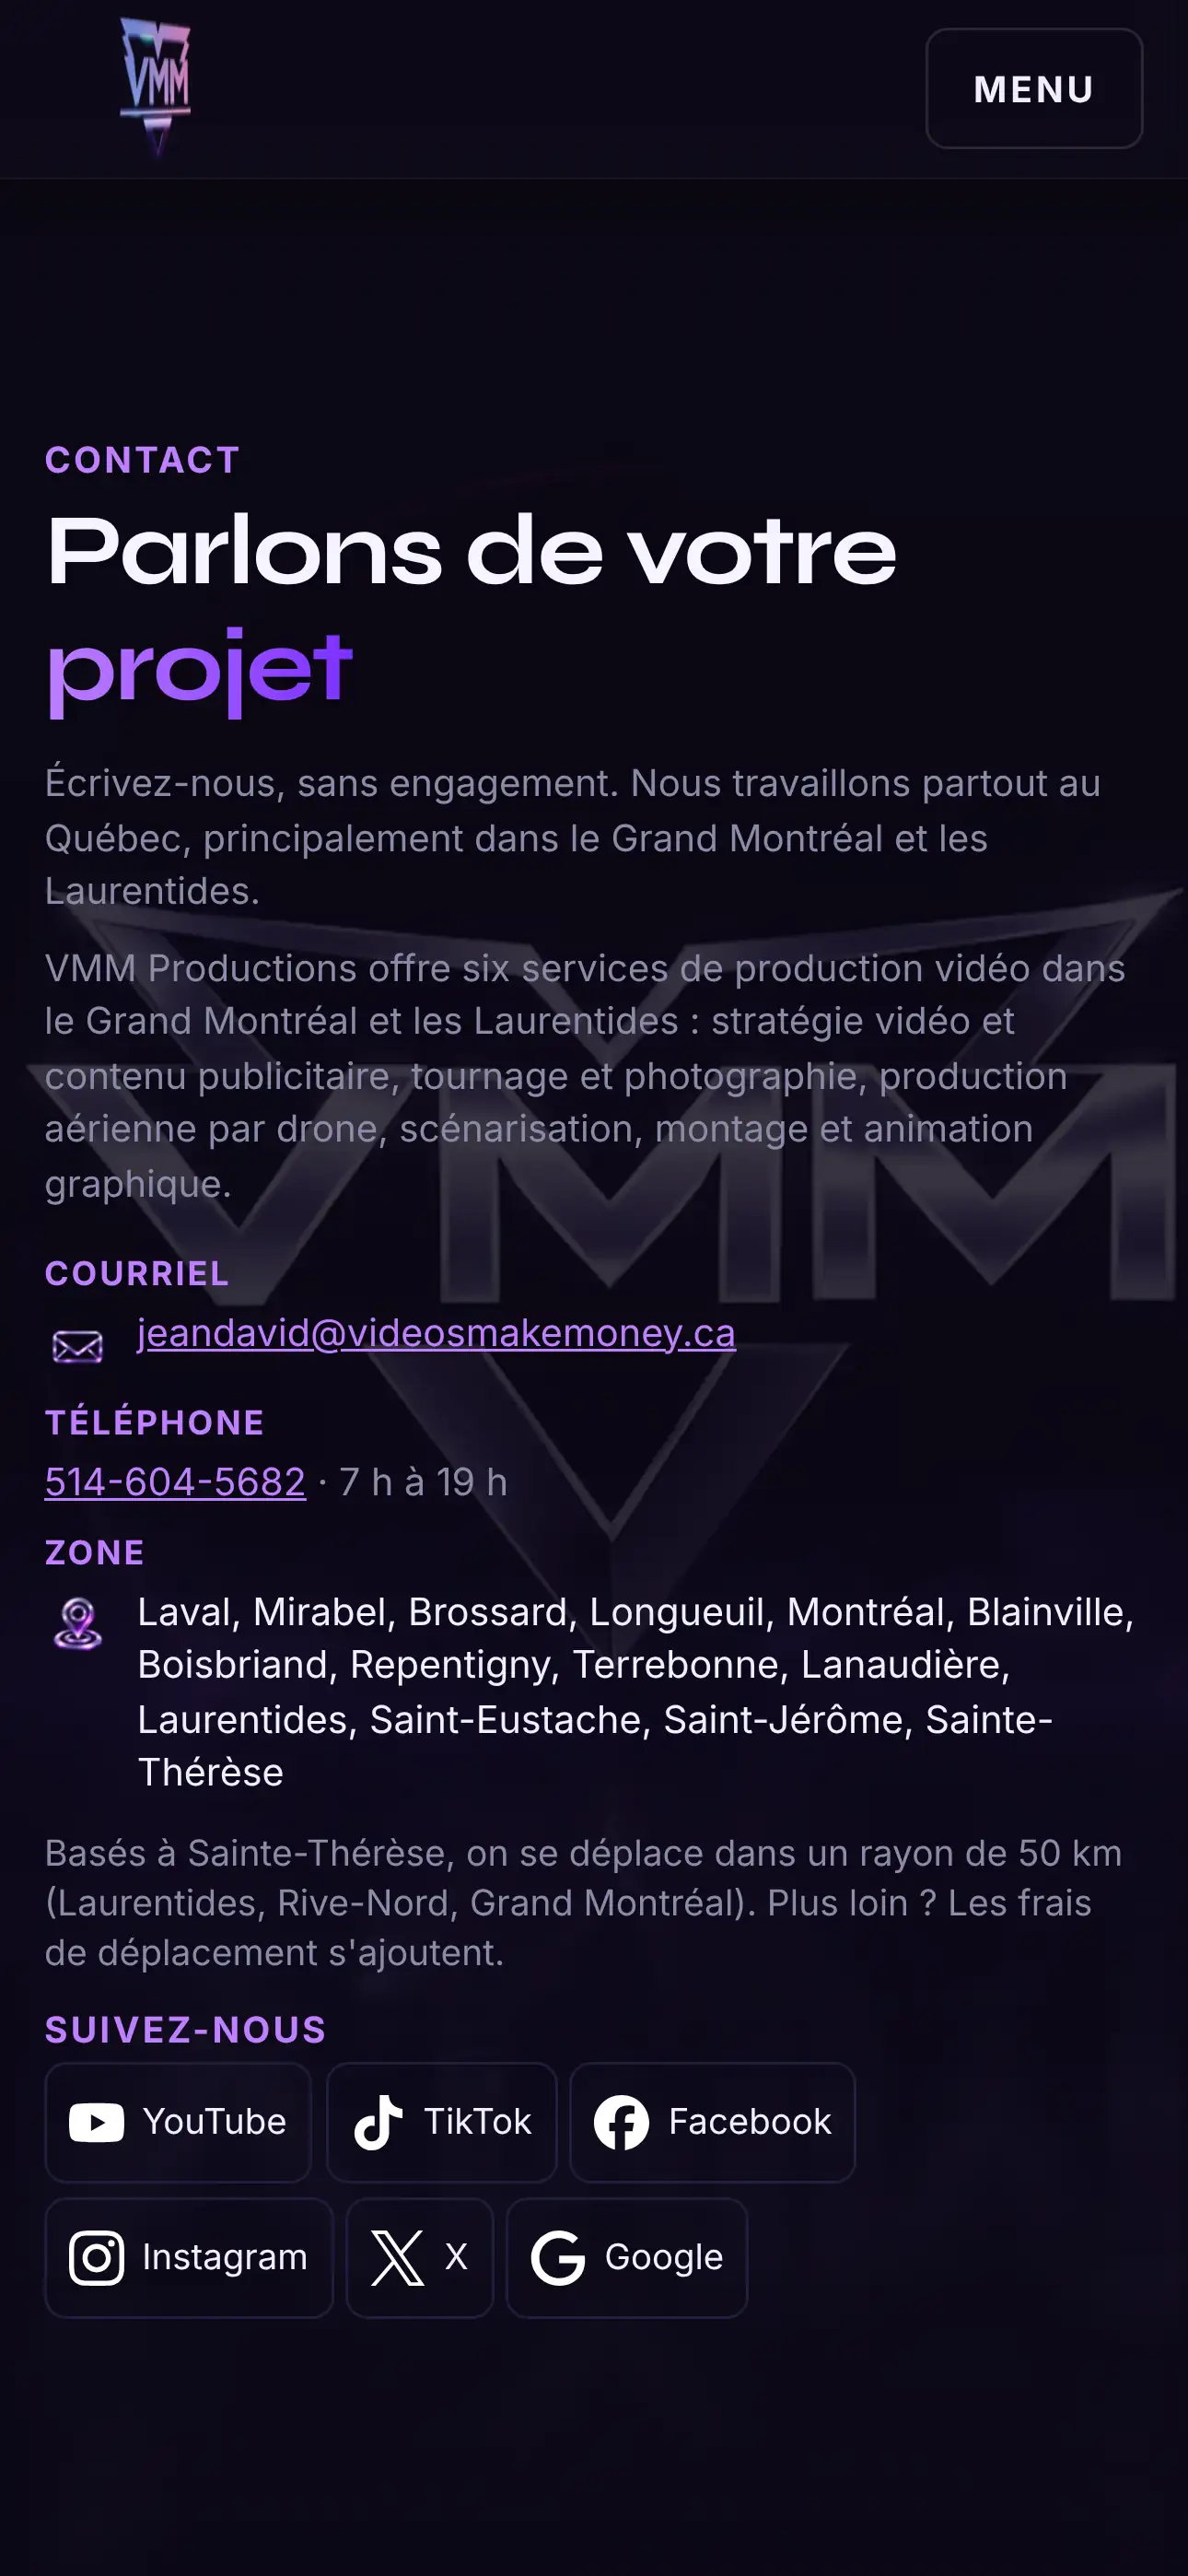 VMM
MENU
CONTACT
Parlons de votre
projet
Écrivez-nous, sans engagement. Nous travaillons partout au
Québec, principalement dans le Grand Montréal et les
Laurentides.
VMM Productions offre six services de production vidéo dans
le Grand Montréal et les Laurentides : stratégie vidéo et
contenu publicitaire, tournage et photographie, production
aérienne par drone, scénarisation, montage et animation
graphique.
VMM
COURRIEL
jeandavid@videosmakemoney.ca
TÉLÉPHONE
514-604-5682 · 7 h à 19 h
ZONE
Laval, Mirabel, Brossard, Longueuil, Montréal, Blainville,
Boisbriand, Repentigny, Terrebonne, Lanaudière,
Laurentides, Saint-Eustache, Saint-Jérôme, Sainte-
Thérèse
Basés à Sainte-Thérèse, on se déplace dans un rayon de 50 km
(Laurentides, Rive-Nord, Grand Montréal). Plus loin ? Les frais
de déplacement s'ajoutent.
SUIVEZ-NOUS
YouTube TikTok Facebook
Instagram X Google